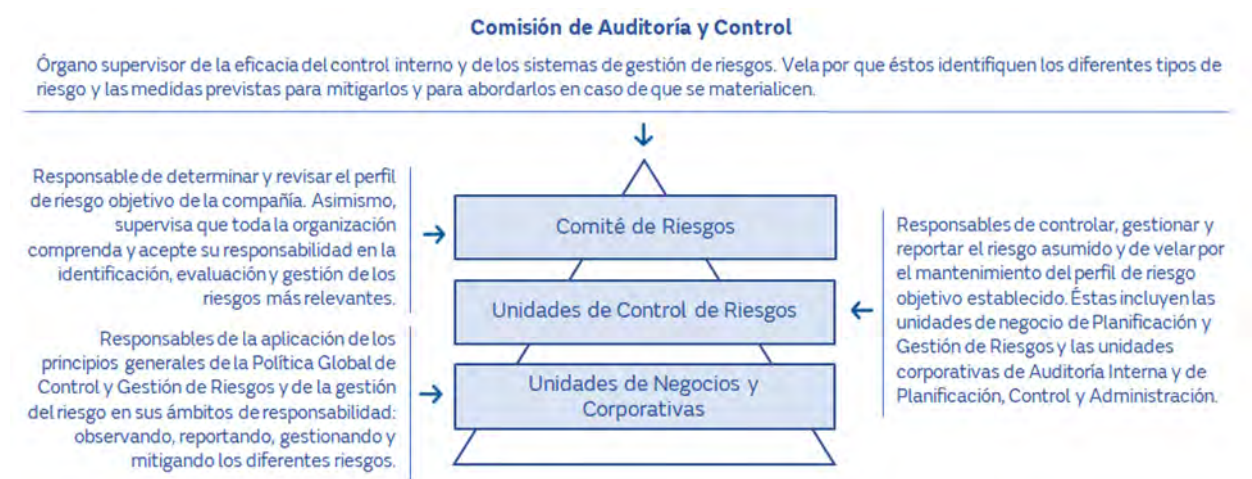 Comisión de Auditoría y Control
Órgano supervisor de la eficacia del control interno y de los sistemas de gestión de riesgos. Vela por que éstos identifiquen los diferentes tipos de
riesgo y las medidas previstas para mitigarlos y para abordarlos en caso de que se materialicen.
Responsable de determinar y revisar el perfil
de riesgo objetivo de la compañía. Asimismo,
supervisa que toda la organización
comprenda y acepte su responsabilidad en la
identificación, evaluación y gestión de los
riesgos más relevantes.
Comité de Riesgos
Unidades de Control de Riesgos
Responsables de controlar, gestionar y
reportar el riesgo asumido y de velar por
el mantenimiento del perfil de riesgo
objetivo establecido. Éstas incluyen las
unidades de negocio de Planificación y
Gestión de Riesgos y las unidades
corporativas de Auditoría Interna y de
Planificación, Control y Administración.
Responsables de la aplicación de los
principios generales de la Política Global de
Control y Gestión de Riesgos y de la gestión
del riesgo en sus ámbitos de responsabilidad:
observando, reportando, gestionando y
mitigando los diferentes riesgos.
Unidades de Negocios y
Corporativas